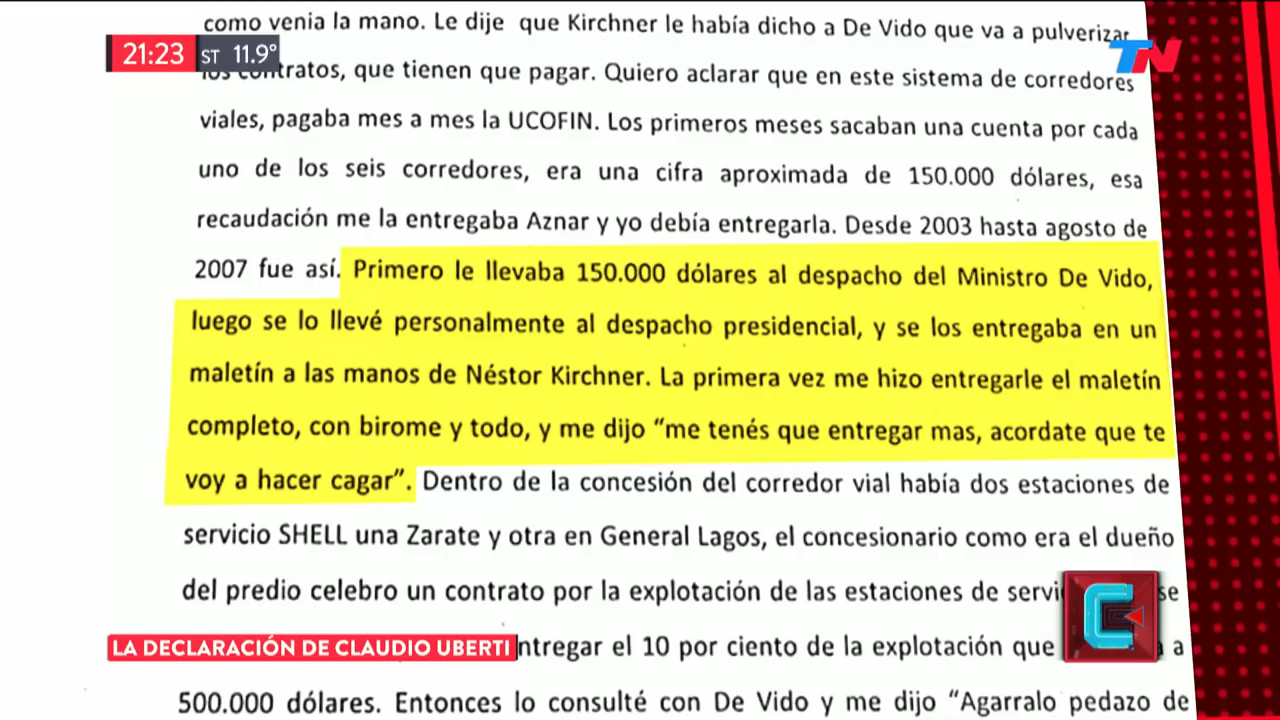 como venia la mano. Le dije que Kirchner le había dicho a De Vido que va a pulverizar
21:23 ST 11.9°
TN
los contratos, que tienen que pagar. Quiero aclarar que en este sistema de corredores
viales, pagaba mes a mes la UCOFIN. Los primeros meses sacaban una cuenta por cada
uno de los seis corredores, era una cifra aproximada de 150.000 dólares, esa
recaudación me la entregaba Aznar y yo debía entregarla. Desde 2003 hasta agosto de
2007 fue así. Primero le llevaba 150.000 dólares al despacho del Ministro De Vido,
luego se lo llevé personalmente al despacho presidencial, y se los entregaba en un
maletín a las manos de Néstor Kirchner. La primera vez me hizo entregarle el maletín
completo, con birome y todo, y me dijo “me tenés que entregar mas, acordate que te
voy a hacer cagar”. Dentro de la concesión del corredor vial había dos estaciones de
servicio SHELL una Zarate y otra en General Lagos, el concesionario como era el dueño
del predio celebro un contrato por la explotación de las estaciones de servi se
C
LA DECLARACIÓN DE CLAUDIO UBERTI
ntregar el 10 por ciento de la explotación que a
500.000 dólares. Entonces lo consulté con De Vido y me dijo “Agarralo pedazo de